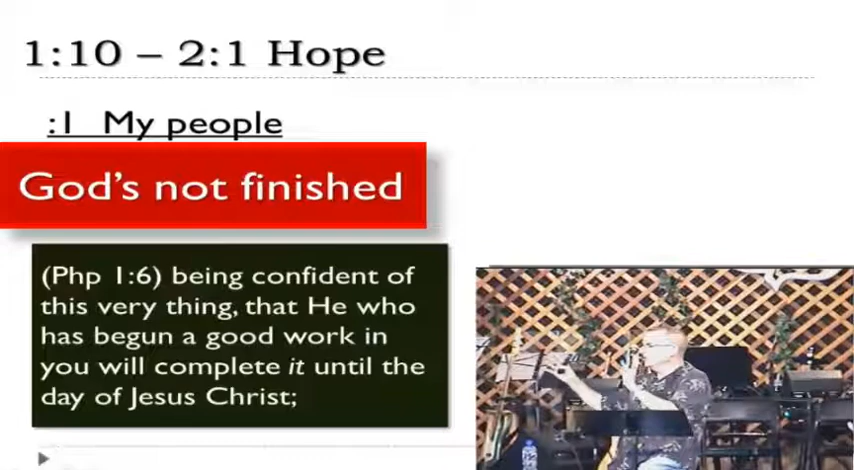 1:10 – 2:1 Hope
:1 My people
God's not finished
(Php 1:6) being confident of
this very thing, that He who
has begun a good work in
you will complete it until the
day of Jesus Christ;